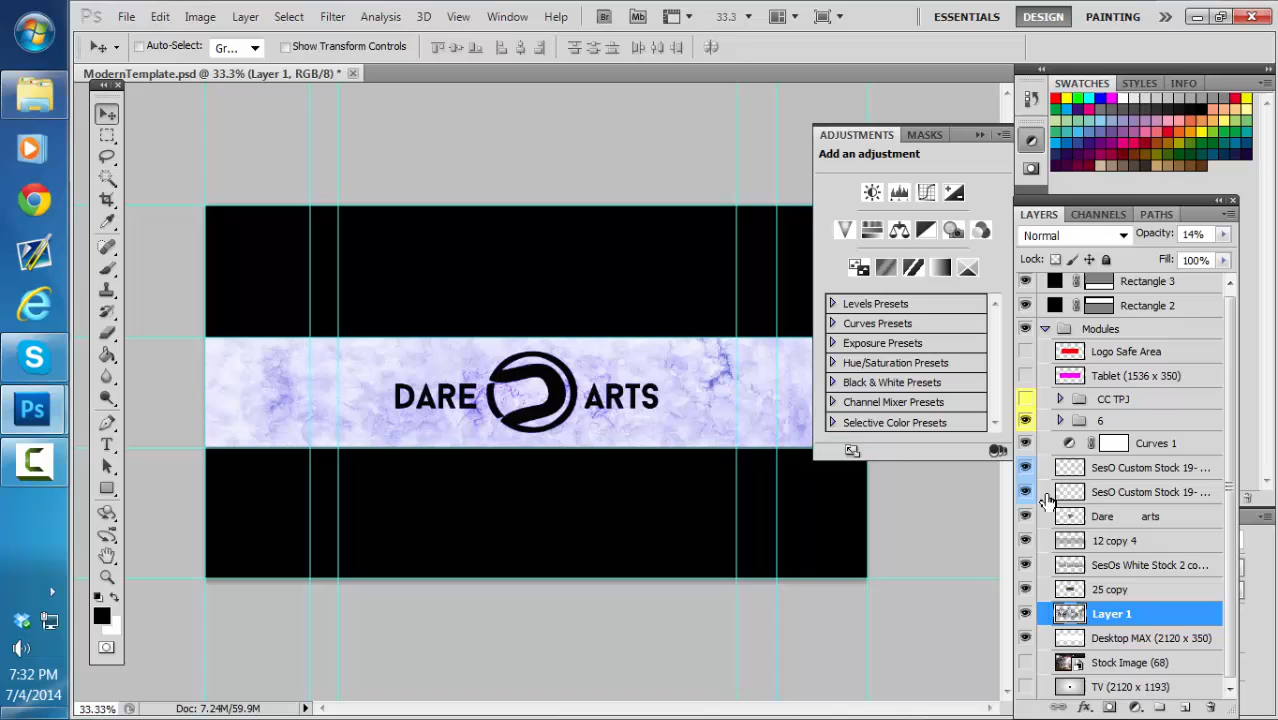 Ps File Edit Image Layer Select Filter Analysis 3D View Window Help Br Mb 33.3 ESSENTIALS DESIGN PAINTING
Auto-Select: Gr... Show Transform Controls
ModernTemplate.psd @ 33.3% (Layer 1, RGB/8) *
SWATCHES STYLES INFO
ADJUSTMENTS MASKS
Add an adjustment
Levels Presets
Curves Presets
Exposure Presets
Hue/Saturation Presets
Black & White Presets
Channel Mixer Presets
Selective Color Presets
LAYERS CHANNELS PATHS
Normal Opacity: 14%
Lock: Fill: 100%
Rectangle 3
Rectangle 2
Modules
Logo Safe Area
Tablet (1536 x 350)
CC TPJ
6
Curves 1
SesO Custom Stock 19- ...
SesO Custom Stock 19- ...
Dare arts
12 copy 4
SesOs White Stock 2 co...
25 copy
Layer 1
Desktop MAX (2120 x 350)
Stock Image (68)
TV (2120 x 1193)
DARE ARTS
33.33% Doc: 7.24M/59.9M
Ps
7:32 PM
7/4/2014